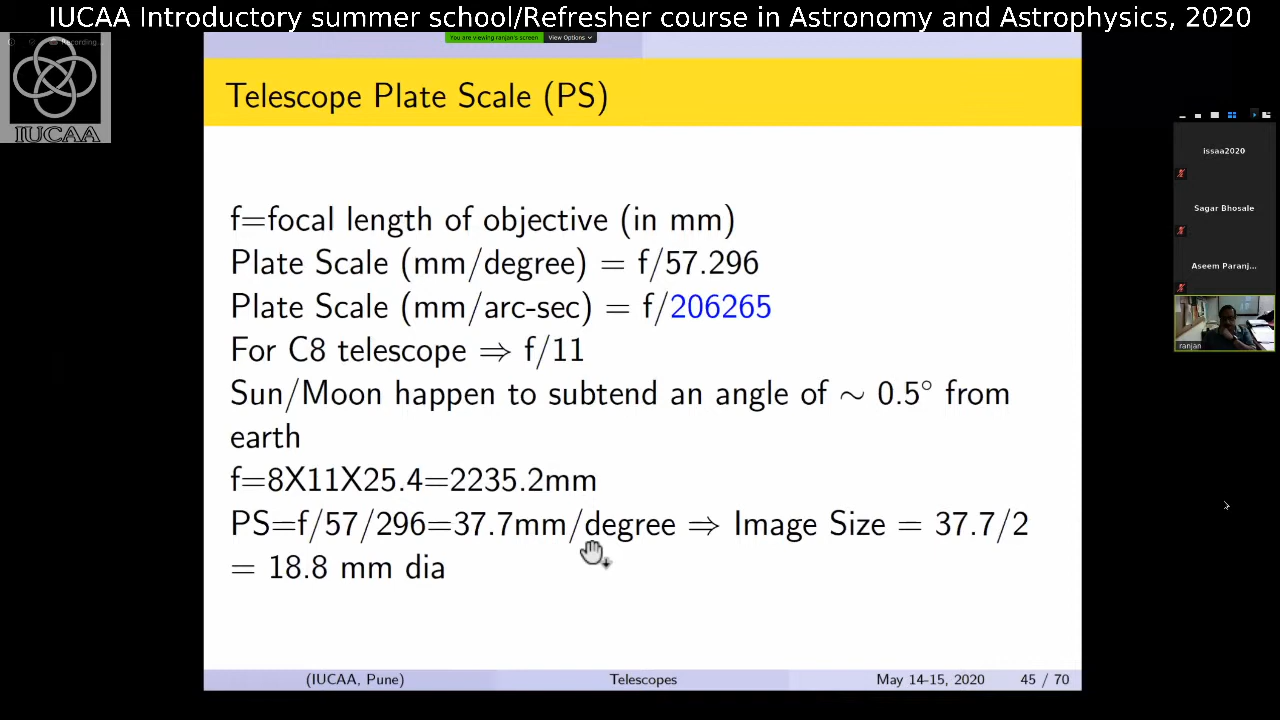 IUCAA Introductory summer school/Refresher course in Astronomy and Astrophysics, 2020
You are viewing ranjan's screen View Options
Recording...
IUCAA
Telescope Plate Scale (PS)
issaa2020
Sagar Bhosale
Aseem Paranj...
ranjan
f=focal length of objective (in mm)
Plate Scale (mm/degree) = f/57.296
Plate Scale (mm/arc-sec) = f/206265
For C8 telescope ⇒ f/11
Sun/Moon happen to subtend an angle of ∼ 0.5° from
earth
f=8X11X25.4=2235.2mm
PS=f/57/296=37.7mm/degree ⇒ Image Size = 37.7/2
= 18.8 mm dia
(IUCAA, Pune) Telescopes May 14-15, 2020 45 / 70